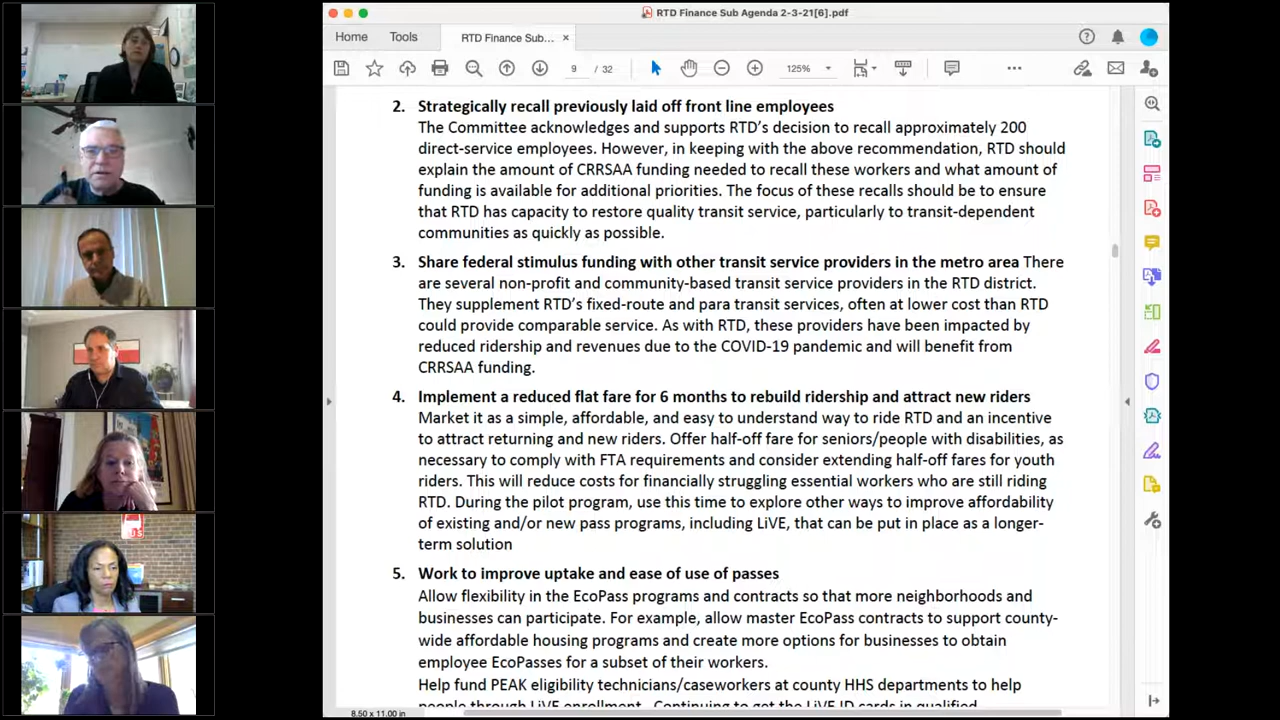 RTD Finance Sub Agenda 2-3-21[6].pdf
Home
Tools
RTD Finance Sub...
9 / 32
125%
2. Strategically recall previously laid off front line employees
The Committee acknowledges and supports RTD's decision to recall approximately 200
direct-service employees. However, in keeping with the above recommendation, RTD should
explain the amount of CRRSAA funding needed to recall these workers and what amount of
funding is available for additional priorities. The focus of these recalls should be to ensure
that RTD has capacity to restore quality transit service, particularly to transit-dependent
communities as quickly as possible.
3. Share federal stimulus funding with other transit service providers in the metro area There
are several non-profit and community-based transit service providers in the RTD district.
They supplement RTD's fixed-route and para transit services, often at lower cost than RTD
could provide comparable service. As with RTD, these providers have been impacted by
reduced ridership and revenues due to the COVID-19 pandemic and will benefit from
CRRSAA funding.
4. Implement a reduced flat fare for 6 months to rebuild ridership and attract new riders
Market it as a simple, affordable, and easy to understand way to ride RTD and an incentive
to attract returning and new riders. Offer half-off fare for seniors/people with disabilities, as
necessary to comply with FTA requirements and consider extending half-off fares for youth
riders. This will reduce costs for financially struggling essential workers who are still riding
RTD. During the pilot program, use this time to explore other ways to improve affordability
of existing and/or new pass programs, including LiVE, that can be put in place as a longer-
term solution
5. Work to improve uptake and ease of use of passes
Allow flexibility in the EcoPass programs and contracts so that more neighborhoods and
businesses can participate. For example, allow master EcoPass contracts to support county-
wide affordable housing programs and create more options for businesses to obtain
employee EcoPasses for a subset of their workers.
Help fund PEAK eligibility technicians/caseworkers at county HHS departments to help
people through LiVE enrollment. Continuing to get the LiVE ID cards in qualified
8.50 x 11.00 in